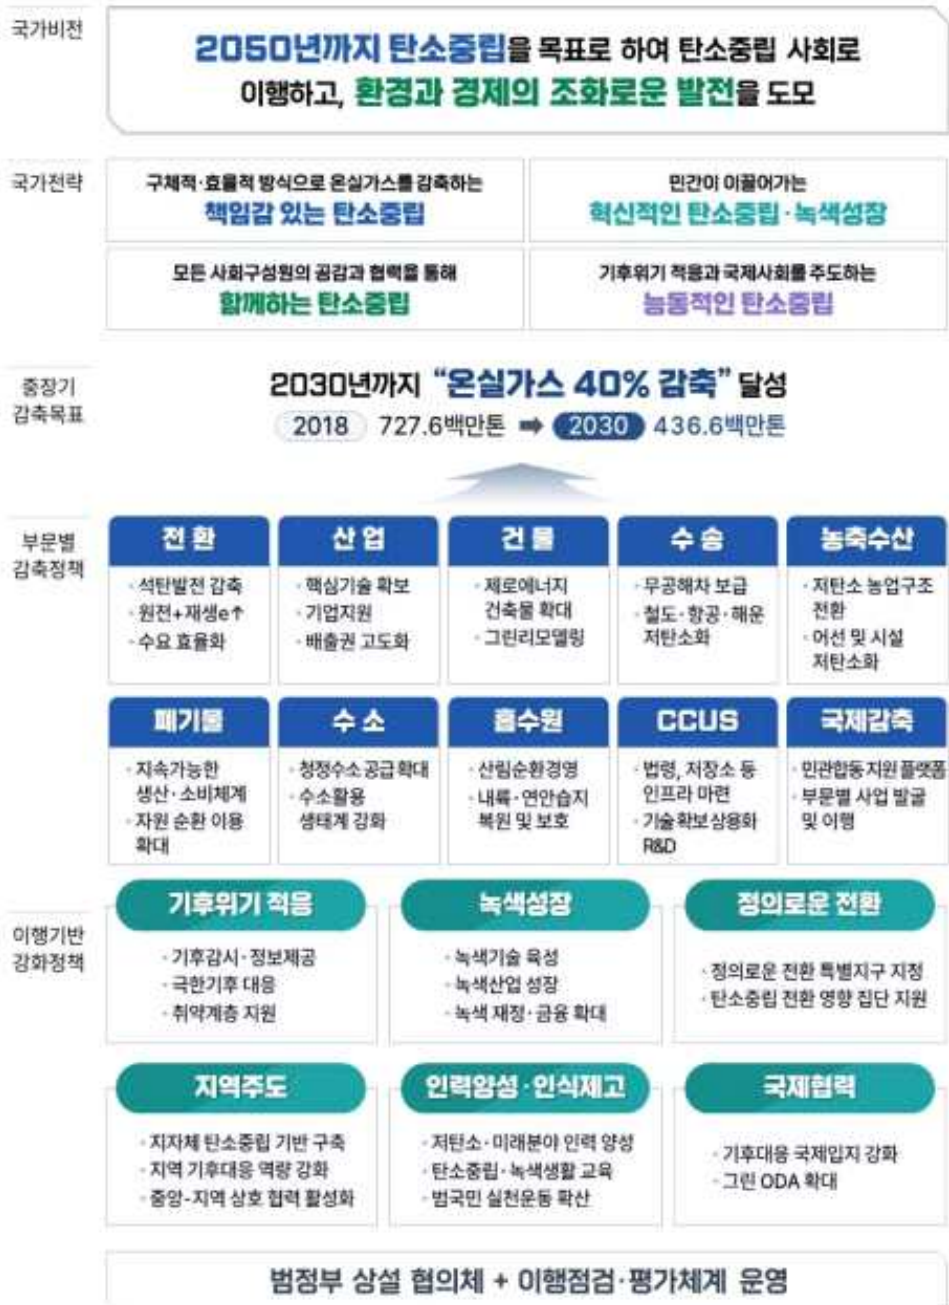 국가비전
2050년까지 탄소중립을 목표로 하여 탄소중립 사회로
이행하고, 환경과 경제의 조화로운 발전을 도모
국가전략
구체적·효율적 방식으로 온실가스를 감축하는
책임감 있는 탄소중립
민간이 이끌어가는
혁신적인 탄소중립·녹색성장
모든 사회구성원의 공감과 협력을 통해
함께하는 탄소중립
기후위기 적응과 국제사회를 주도하는
능동적인 탄소중립
중장기
감축목표
2030년까지 “온실가스 40% 감축” 달성
2018 727.6백만톤 ➡ 2030 436.6백만톤
부문별
감축정책
전 환
· 석탄발전 감축
· 원전+재생e↑
· 수요 효율화
산 업
· 핵심기술 확보
· 기업지원
· 배출권 고도화
건 물
· 제로에너지
건축물 확대
· 그린리모델링
수 송
· 무공해차 보급
· 철도·항공·해운
저탄소화
농축수산
· 저탄소 농업구조
전환
· 어선 및 시설
저탄소화
폐기물
· 지속가능한
생산·소비체계
· 자원 순환 이용
확대
수 소
· 청정수소 공급 확대
· 수소활용
생태계 강화
흡수원
· 산림순환경영
· 내륙·연안습지
복원 및 보호
CCUS
· 법령, 저장소 등
인프라 마련
· 기술 확보 상용화
R&D
국제감축
· 민관합동 지원 플랫폼
· 부문별 사업 발굴
및 이행
이행기반
강화정책
기후위기 적응
· 기후감시·정보제공
· 극한기후 대응
· 취약계층 지원
녹색성장
· 녹색기술 육성
· 녹색산업 성장
· 녹색 재정·금융 확대
정의로운 전환
· 정의로운 전환 특별지구 지정
· 탄소중립 전환 영향 집단 지원
지역주도
· 지자체 탄소중립 기반 구축
· 지역 기후대응 역량 강화
· 중앙-지역 상호 협력 활성화
인력양성·인식제고
· 저탄소·미래분야 인력 양성
· 탄소중립·녹색생활 교육
· 범국민 실천운동 확산
국제협력
· 기후대응 국제입지 강화
· 그린 ODA 확대
범정부 상설 협의체 + 이행점검·평가체계 운영